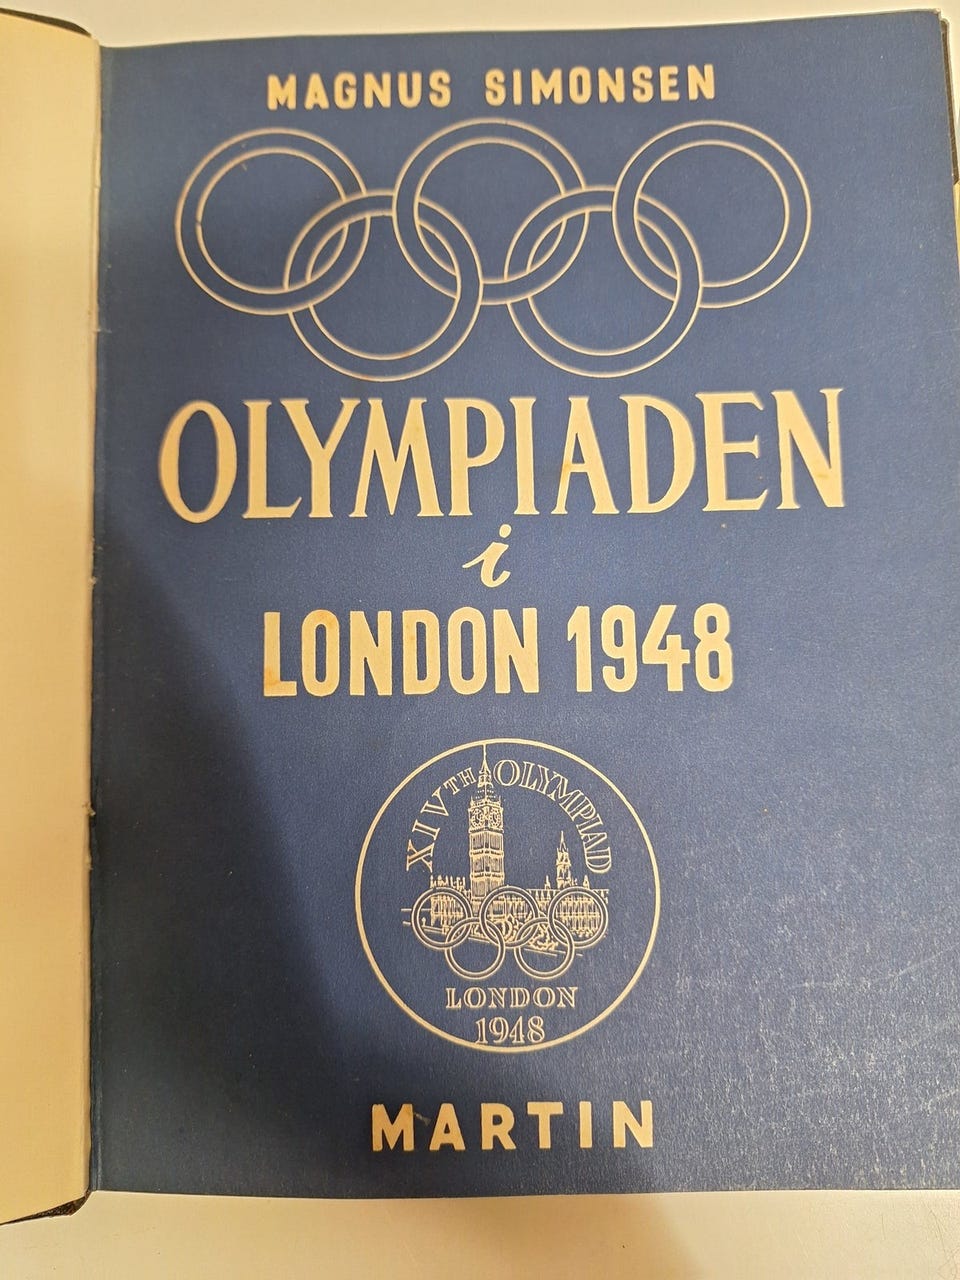 MAGNUS SIMONSEN
OLYMPIADEN
i
LONDON 1948
XIVTH OLYMPIAD
LONDON
1948
MARTIN